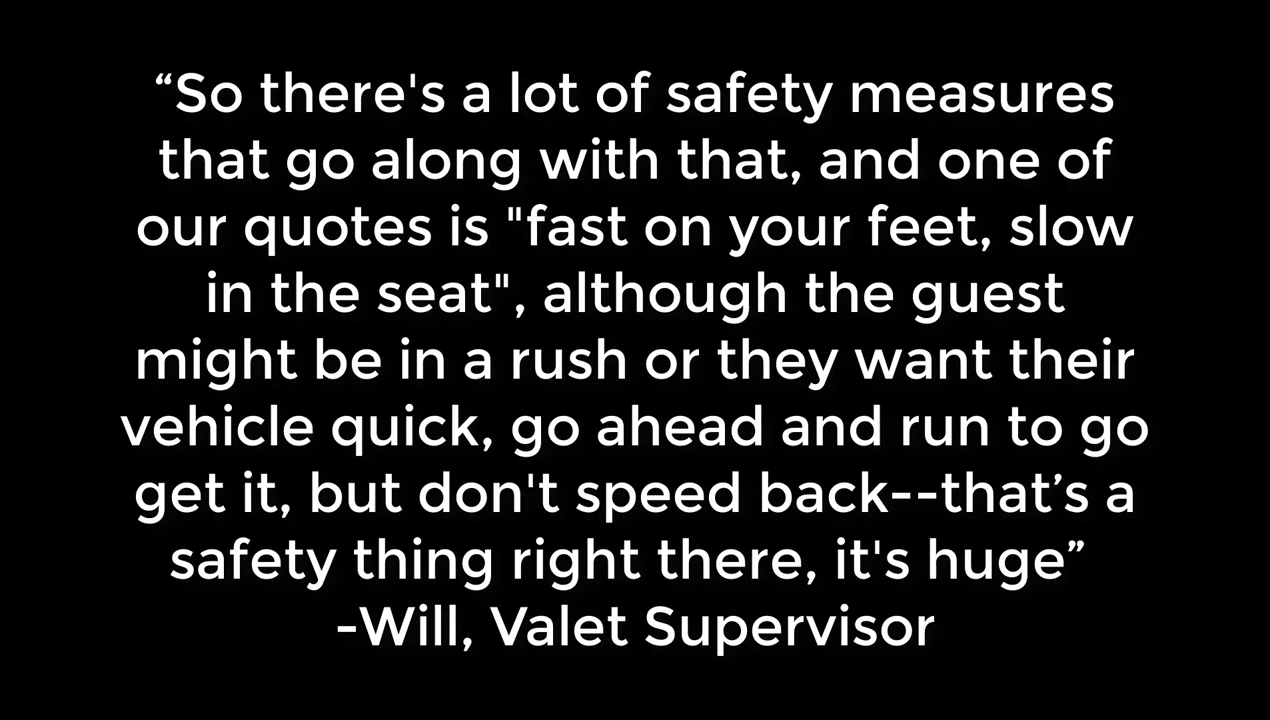 “So there's a lot of safety measures
that go along with that, and one of
our quotes is "fast on your feet, slow
in the seat", although the guest
might be in a rush or they want their
vehicle quick, go ahead and run to go
get it, but don't speed back--that’s a
safety thing right there, it's huge”
-Will, Valet Supervisor